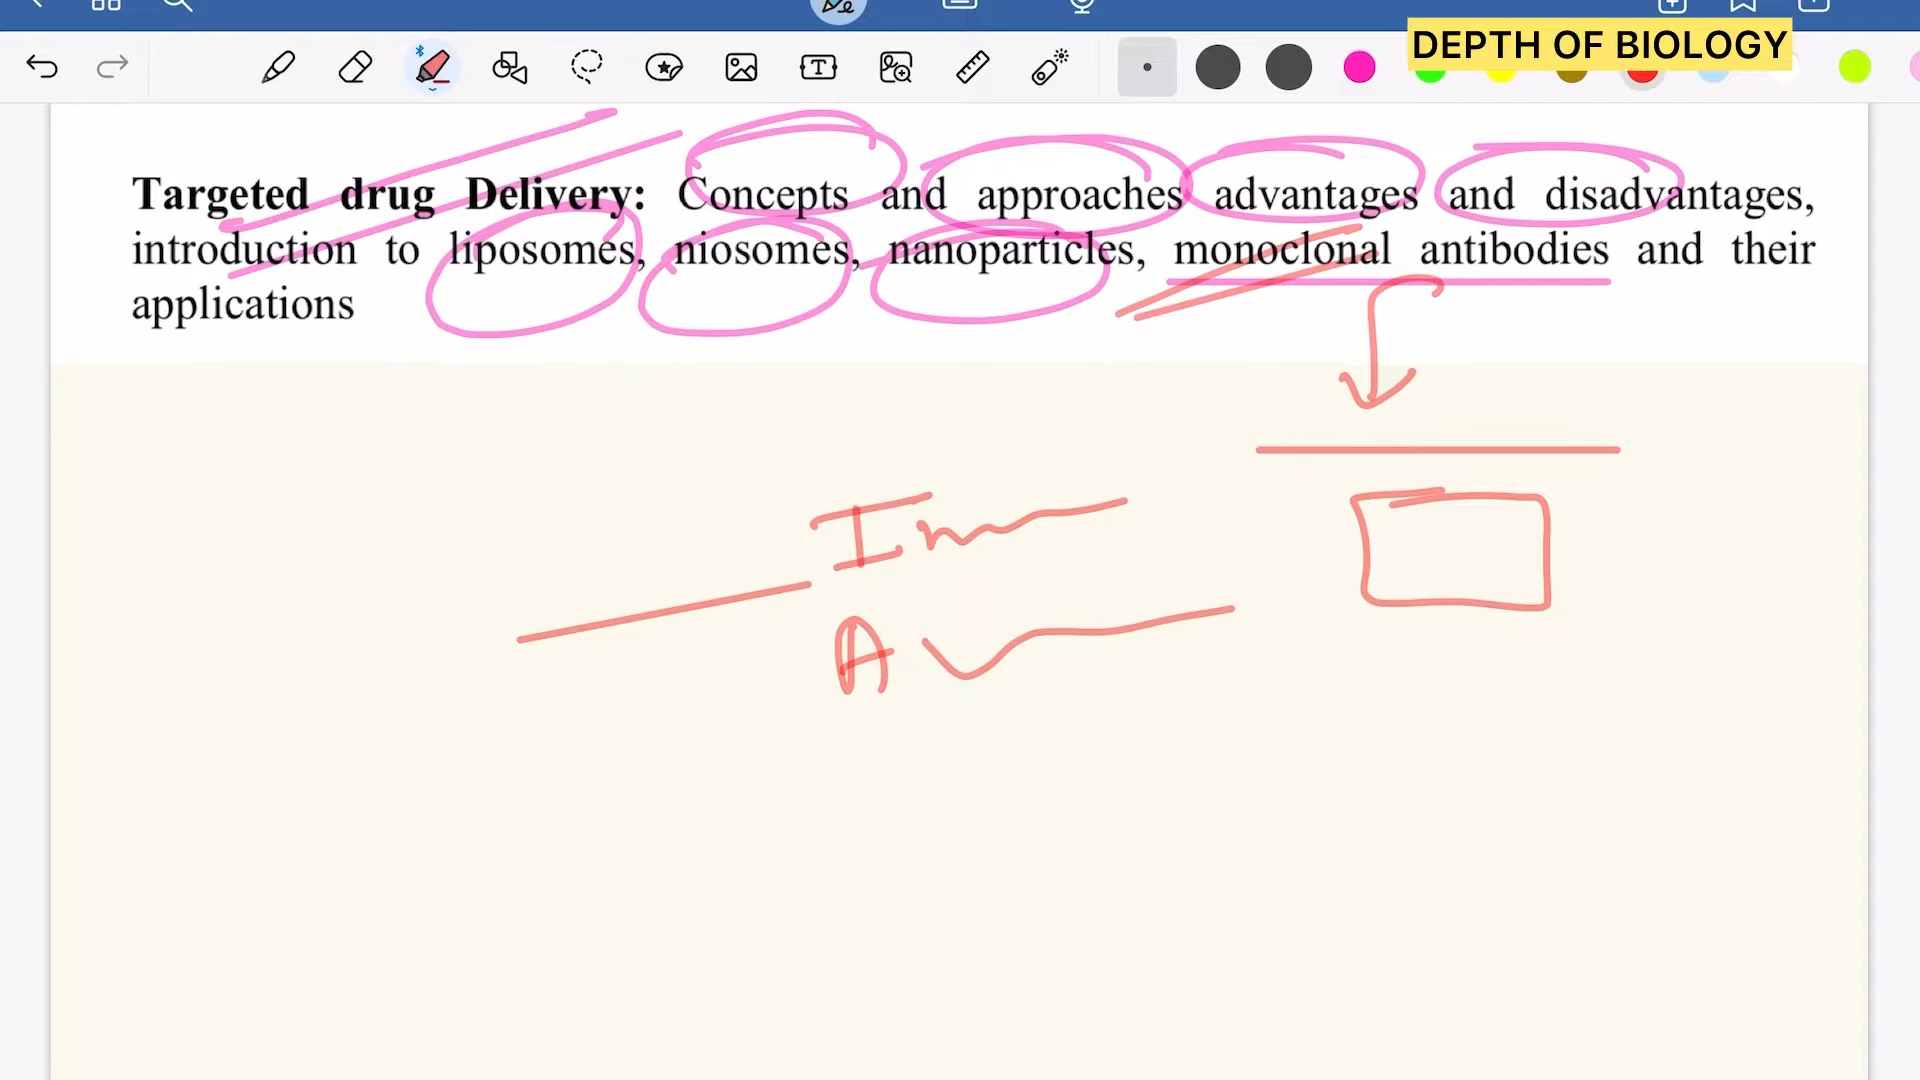 DEPTH OF BIOLOGY
Targeted drug Delivery: Concepts and approaches advantages and disadvantages,
introduction to liposomes, niosomes, nanoparticles, monoclonal antibodies and their
applications